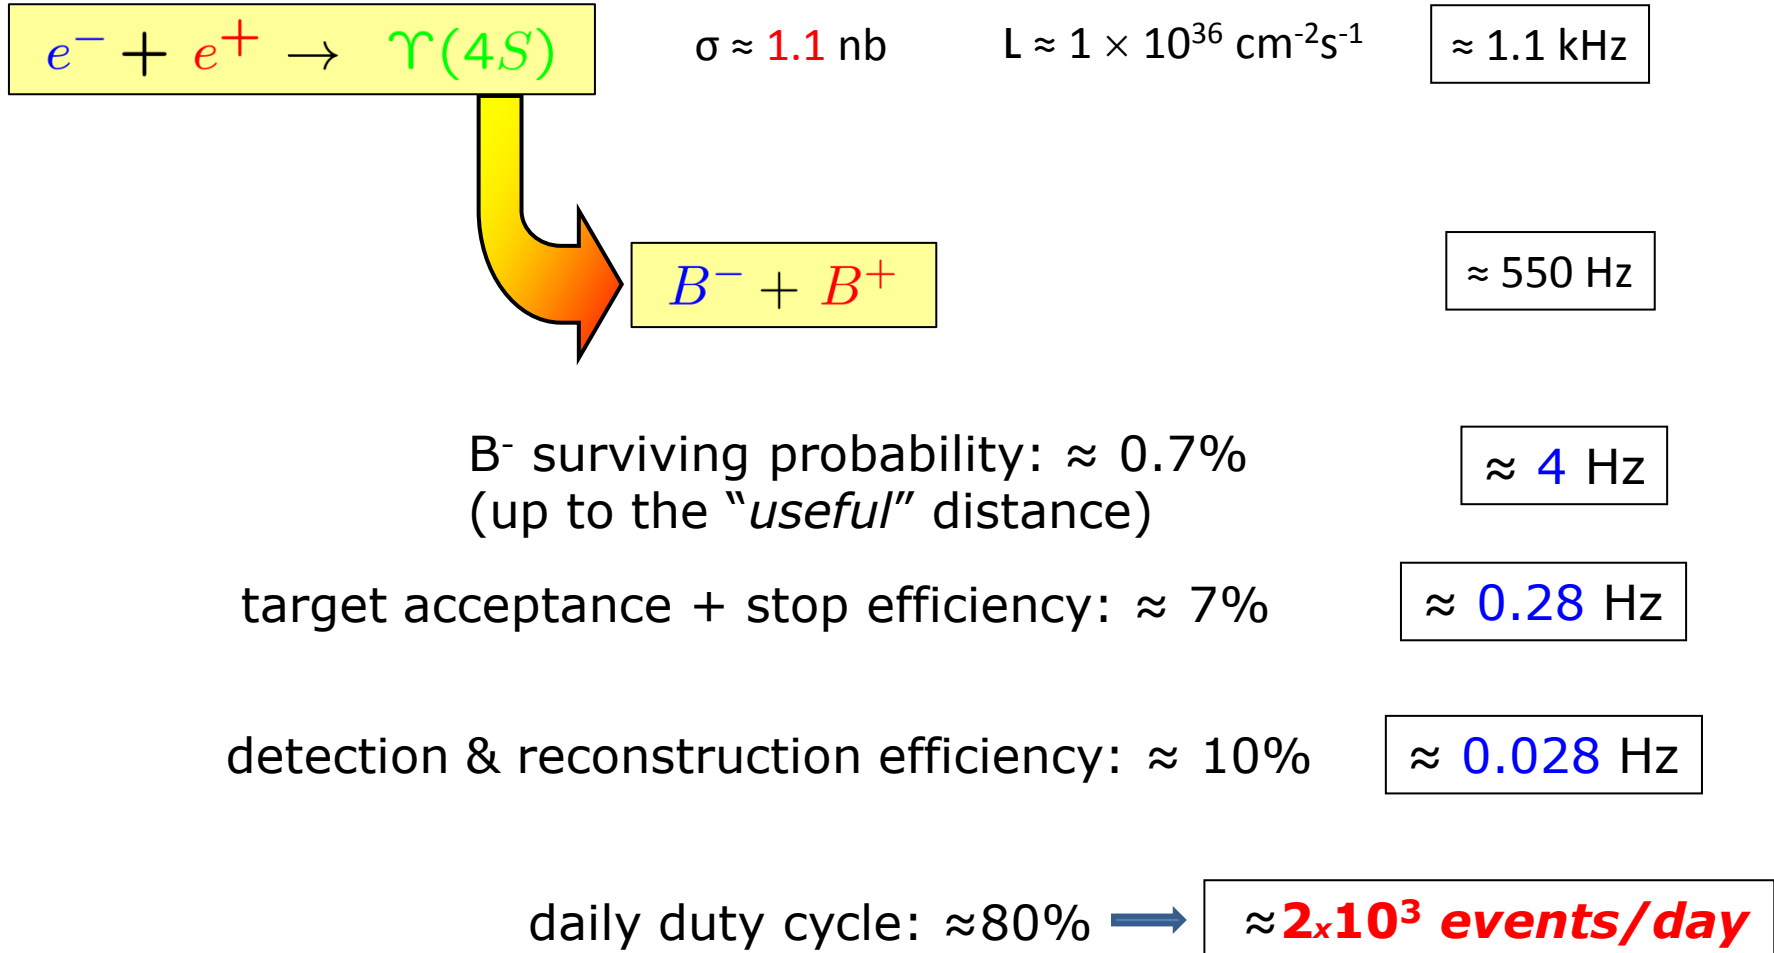 e⁻ + e⁺ → ϒ(4S) σ ≈ 1.1 nb L ≈ 1 × 10³⁶ cm⁻²s⁻¹ ≈ 1.1 kHz
B⁻ + B⁺ ≈ 550 Hz
B⁻ surviving probability: ≈ 0.7% ≈ 4 Hz
(up to the “useful” distance)
target acceptance + stop efficiency: ≈ 7% ≈ 0.28 Hz
detection & reconstruction efficiency: ≈ 10% ≈ 0.028 Hz
daily duty cycle: ≈80% ≈2x10³ events/day